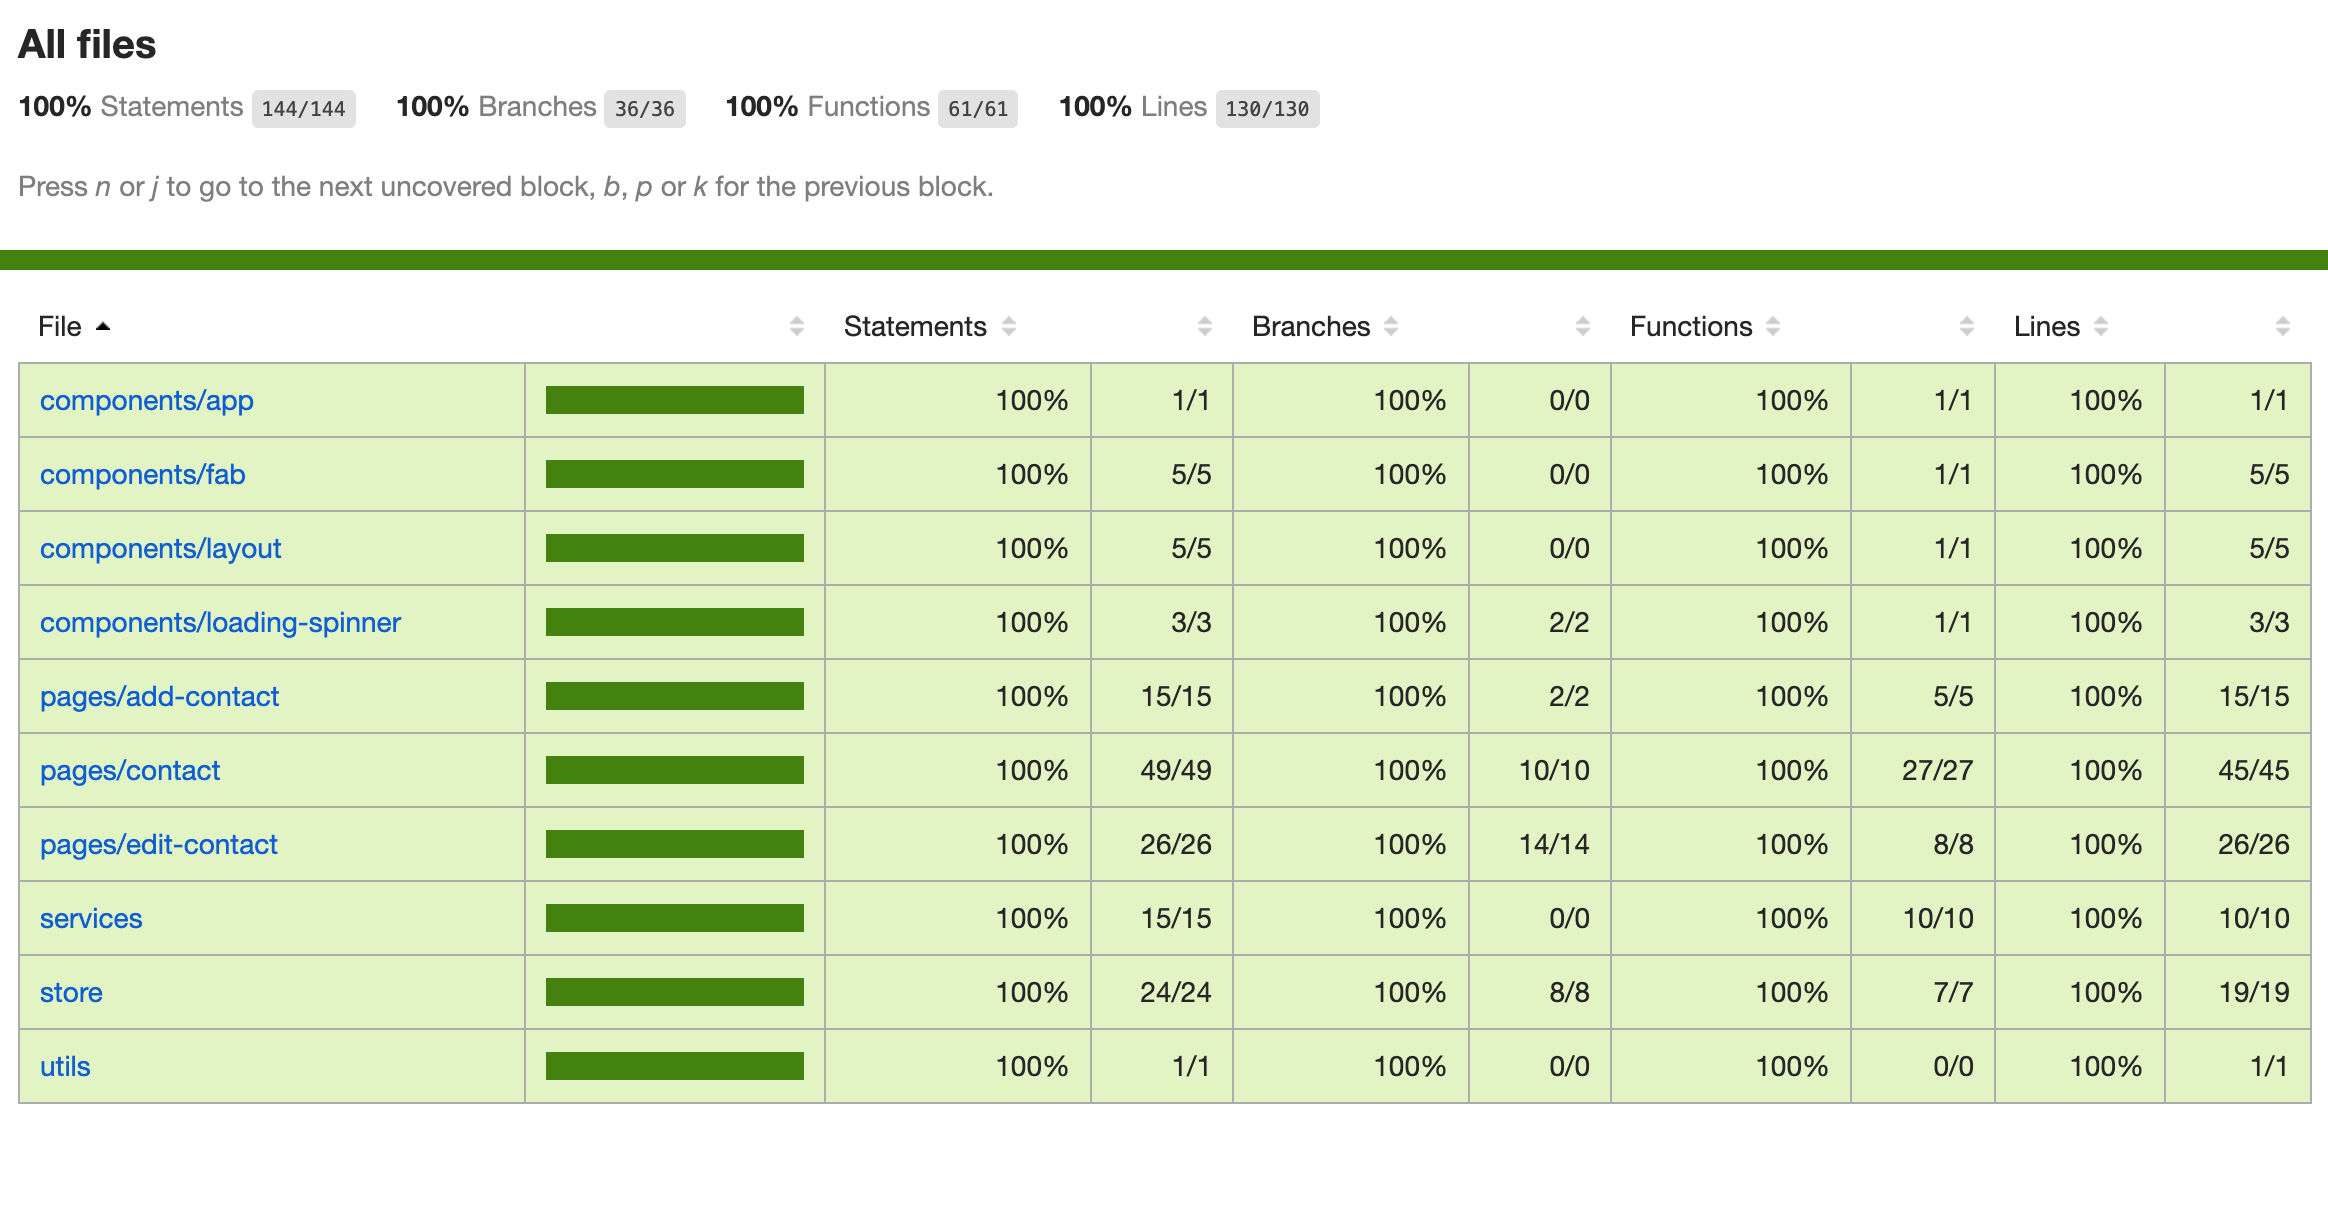 All files
100% Statements 144/144 100% Branches 36/36 100% Functions 61/61 100% Lines 130/130
Press n or j to go to the next uncovered block, b, p or k for the previous block.
File Statements Branches Functions Lines
components/app 100% 1/1 100% 0/0 100% 1/1 100% 1/1
components/fab 100% 5/5 100% 0/0 100% 1/1 100% 5/5
components/layout 100% 5/5 100% 0/0 100% 1/1 100% 5/5
components/loading-spinner 100% 3/3 100% 2/2 100% 1/1 100% 3/3
pages/add-contact 100% 15/15 100% 2/2 100% 5/5 100% 15/15
pages/contact 100% 49/49 100% 10/10 100% 27/27 100% 45/45
pages/edit-contact 100% 26/26 100% 14/14 100% 8/8 100% 26/26
services 100% 15/15 100% 0/0 100% 10/10 100% 10/10
store 100% 24/24 100% 8/8 100% 7/7 100% 19/19
utils 100% 1/1 100% 0/0 100% 0/0 100% 1/1